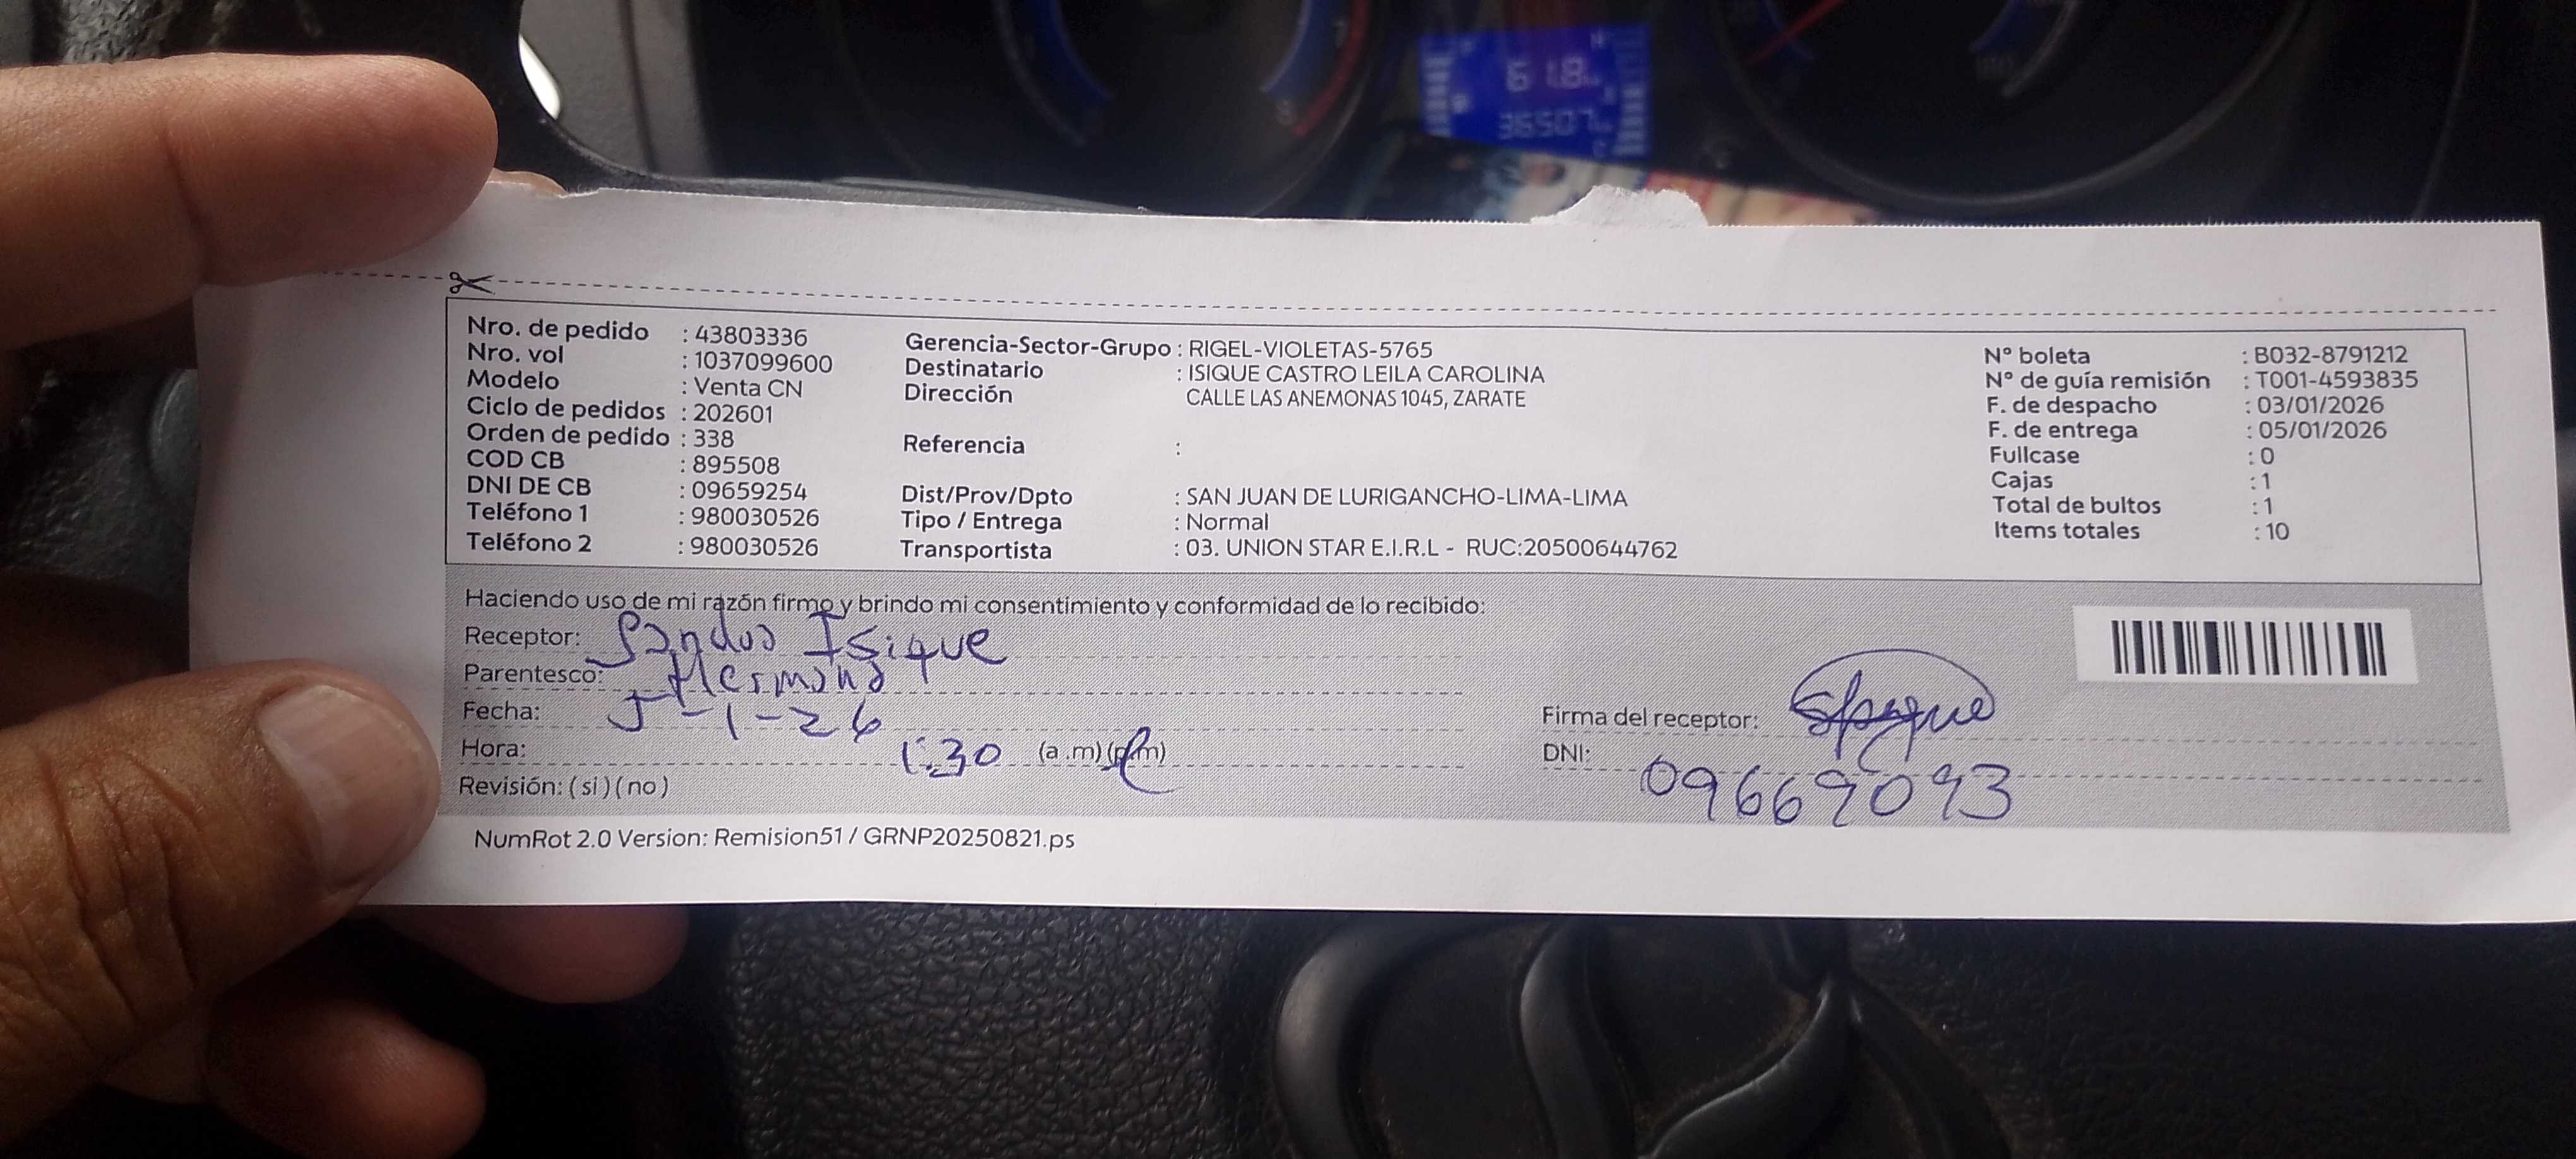 6 18.
36507
Nro. de pedido : 43803336
Nro. vol : 1037099600
Modelo : Venta CN
Ciclo de pedidos : 202601
Orden de pedido : 338
COD CB : 895508
DNI DE CB : 09659254
Teléfono 1 : 980030526
Teléfono 2 : 980030526
Gerencia-Sector-Grupo : RIGEL-VIOLETAS-5765
Destinatario : ISIQUE CASTRO LEILA CAROLINA
Dirección CALLE LAS ANEMONAS 1045, ZARATE
Referencia :
Dist/Prov/Dpto : SAN JUAN DE LURIGANCHO-LIMA-LIMA
Tipo / Entrega : Normal
Transportista : 03. UNION STAR E.I.R.L - RUC:20500644762
N° boleta : B032-8791212
N° de guía remisión : T001-4593835
F. de despacho : 03/01/2026
F. de entrega : 05/01/2026
Fullcase : 0
Cajas : 1
Total de bultos : 1
Items totales : 10
Haciendo uso de mi razón firmo y brindo mi consentimiento y conformidad de lo recibido:
Receptor: Isique
Parentesco: Hermana
Fecha: 5-1-26
Hora: 1:30 (a .m) (p.m)
Revisión: ( si ) ( no )
Firma del receptor:
DNI: 09669093
NumRot 2.0 Version: Remision51 / GRNP20250821.ps